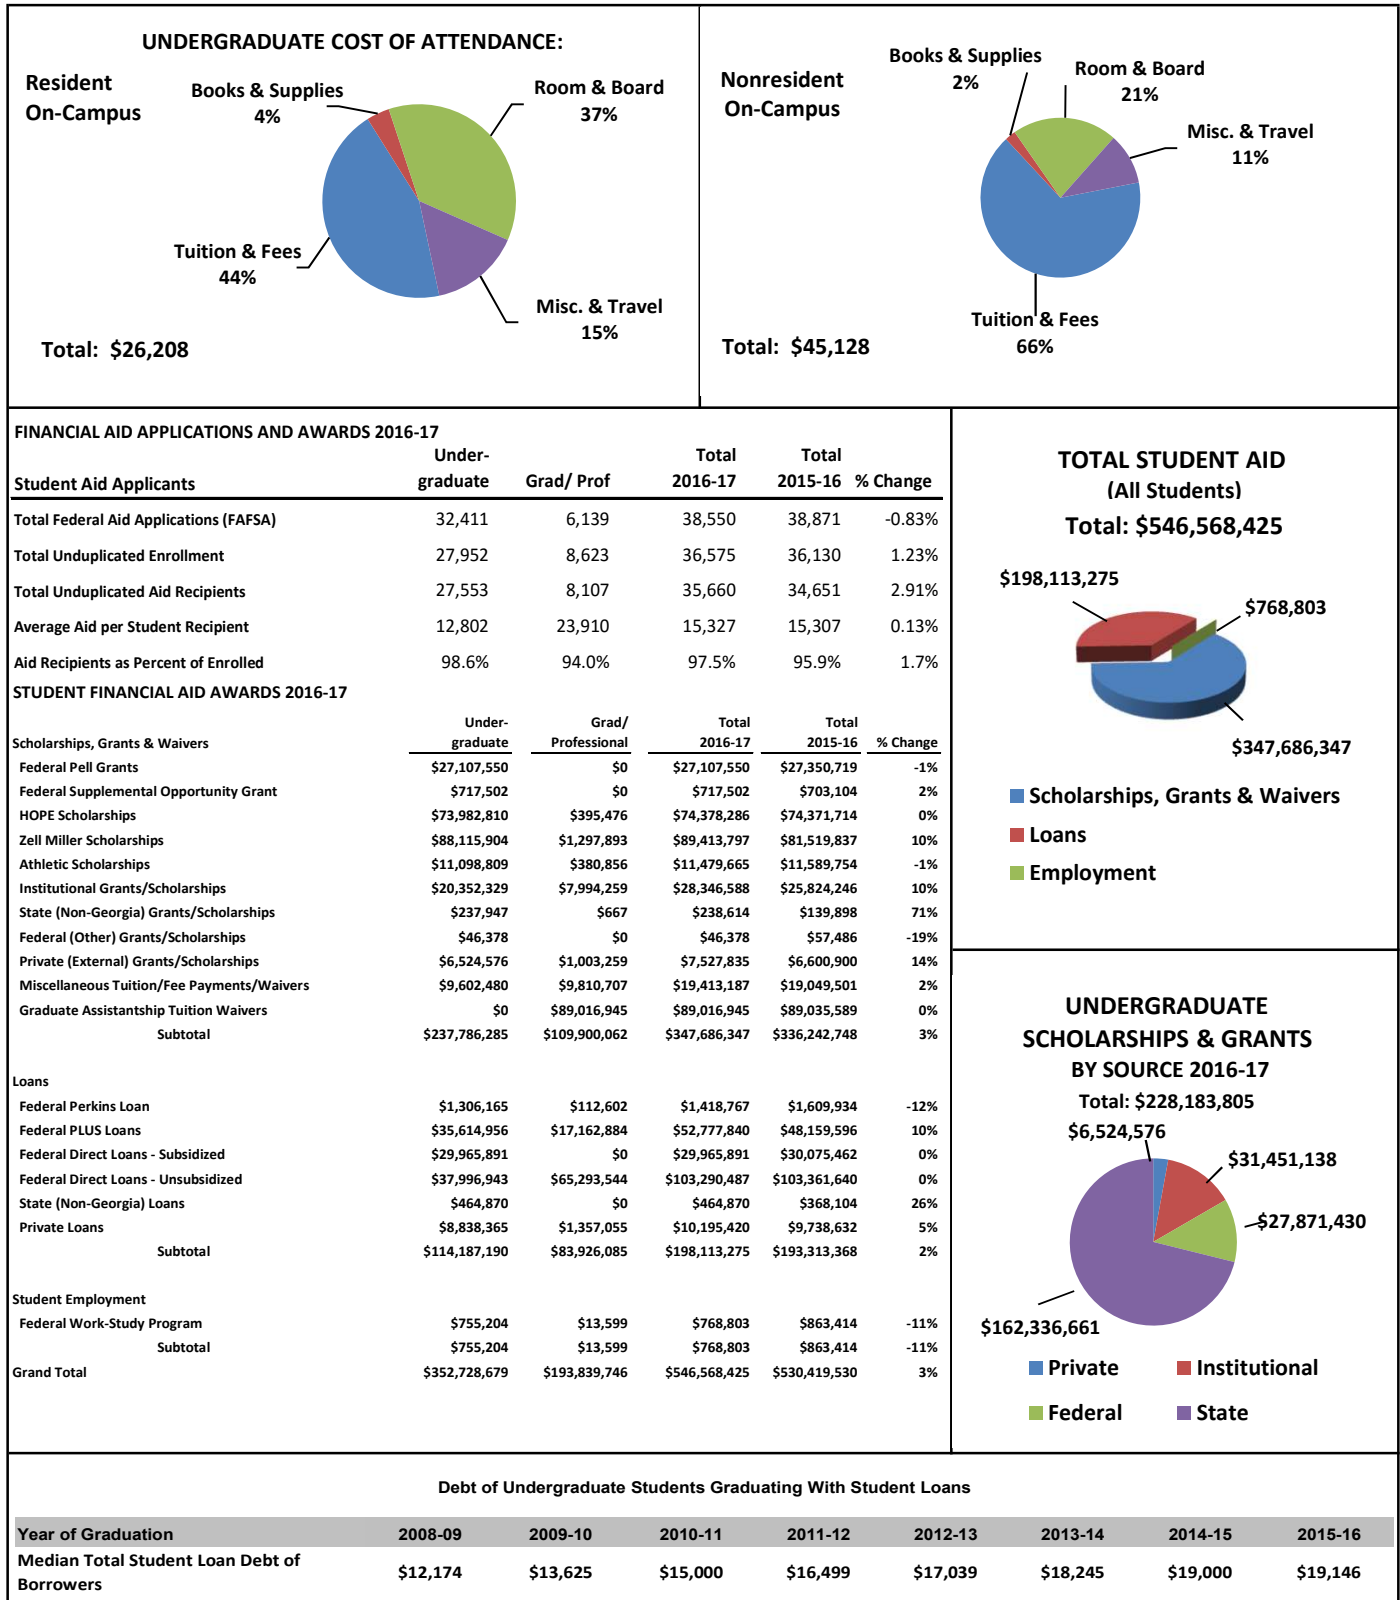 UNDERGRADUATE COST OF ATTENDANCE:
Resident
On-Campus
Books & Supplies
4%
Room & Board
37%
Tuition & Fees
44%
Misc. & Travel
15%
Total: $26,208
Nonresident
On-Campus
Books & Supplies
2%
Room & Board
21%
Misc. & Travel
11%
Tuition & Fees
66%
Total: $45,128
FINANCIAL AID APPLICATIONS AND AWARDS 2016-17
Under- Total Total
Student Aid Applicants graduate Grad/ Prof 2016-17 2015-16 % Change
Total Federal Aid Applications (FAFSA) 32,411 6,139 38,550 38,871 -0.83%
Total Unduplicated Enrollment 27,952 8,623 36,575 36,130 1.23%
Total Unduplicated Aid Recipients 27,553 8,107 35,660 34,651 2.91%
Average Aid per Student Recipient 12,802 23,910 15,327 15,307 0.13%
Aid Recipients as Percent of Enrolled 98.6% 94.0% 97.5% 95.9% 1.7%
STUDENT FINANCIAL AID AWARDS 2016-17
Under- Grad/ Total Total
Scholarships, Grants & Waivers graduate Professional 2016-17 2015-16 % Change
Federal Pell Grants $27,107,550 $0 $27,107,550 $27,350,719 -1%
Federal Supplemental Opportunity Grant $717,502 $0 $717,502 $703,104 2%
HOPE Scholarships $73,982,810 $395,476 $74,378,286 $74,371,714 0%
Zell Miller Scholarships $88,115,904 $1,297,893 $89,413,797 $81,519,837 10%
Athletic Scholarships $11,098,809 $380,856 $11,479,665 $11,589,754 -1%
Institutional Grants/Scholarships $20,352,329 $7,994,259 $28,346,588 $25,824,246 10%
State (Non-Georgia) Grants/Scholarships $237,947 $667 $238,614 $139,898 71%
Federal (Other) Grants/Scholarships $46,378 $0 $46,378 $57,486 -19%
Private (External) Grants/Scholarships $6,524,576 $1,003,259 $7,527,835 $6,600,900 14%
Miscellaneous Tuition/Fee Payments/Waivers $9,602,480 $9,810,707 $19,413,187 $19,049,501 2%
Graduate Assistantship Tuition Waivers $0 $89,016,945 $89,016,945 $89,035,589 0%
Subtotal $237,786,285 $109,900,062 $347,686,347 $336,242,748 3%
Loans
Federal Perkins Loan $1,306,165 $112,602 $1,418,767 $1,609,934 -12%
Federal PLUS Loans $35,614,956 $17,162,884 $52,777,840 $48,159,596 10%
Federal Direct Loans - Subsidized $29,965,891 $0 $29,965,891 $30,075,462 0%
Federal Direct Loans - Unsubsidized $37,996,943 $65,293,544 $103,290,487 $103,361,640 0%
State (Non-Georgia) Loans $464,870 $0 $464,870 $368,104 26%
Private Loans $8,838,365 $1,357,055 $10,195,420 $9,738,632 5%
Subtotal $114,187,190 $83,926,085 $198,113,275 $193,313,368 2%
Student Employment
Federal Work-Study Program $755,204 $13,599 $768,803 $863,414 -11%
Subtotal $755,204 $13,599 $768,803 $863,414 -11%
Grand Total $352,728,679 $193,839,746 $546,568,425 $530,419,530 3%
TOTAL STUDENT AID
(All Students)
Total: $546,568,425
$198,113,275
$768,803
$347,686,347
Scholarships, Grants & Waivers
Loans
Employment
UNDERGRADUATE
SCHOLARSHIPS & GRANTS
BY SOURCE 2016-17
Total: $228,183,805
$6,524,576
$31,451,138
$27,871,430
$162,336,661
Private Institutional
Federal State
Debt of Undergraduate Students Graduating With Student Loans
Year of Graduation 2008-09 2009-10 2010-11 2011-12 2012-13 2013-14 2014-15 2015-16
Median Total Student Loan Debt of
Borrowers $12,174 $13,625 $15,000 $16,499 $17,039 $18,245 $19,000 $19,146